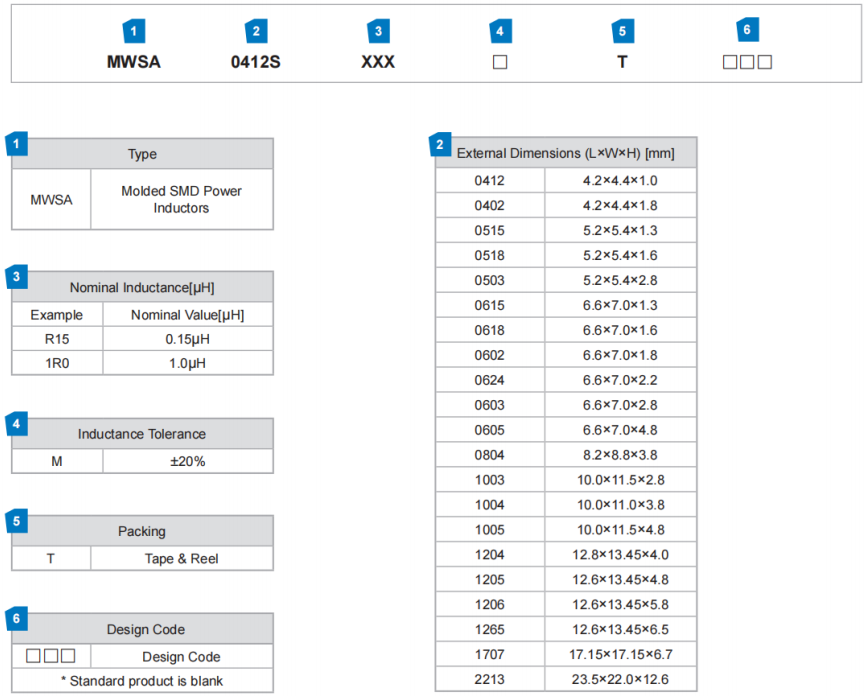 1 2 3 4 5 6
MWSA 0412S XXX □ T □□□
1
Type
MWSA Molded SMD Power
Inductors
3
Nominal Inductance[μH]
Example Nominal Value[μH]
R15 0.15μH
1R0 1.0μH
4
Inductance Tolerance
M ±20%
5
Packing
T Tape & Reel
6
Design Code
□□□ Design Code
* Standard product is blank
2
External Dimensions (L×W×H) [mm]
0412 4.2×4.4×1.0
0402 4.2×4.4×1.8
0515 5.2×5.4×1.3
0518 5.2×5.4×1.6
0503 5.2×5.4×2.8
0615 6.6×7.0×1.3
0618 6.6×7.0×1.6
0602 6.6×7.0×1.8
0624 6.6×7.0×2.2
0603 6.6×7.0×2.8
0605 6.6×7.0×4.8
0804 8.2×8.8×3.8
1003 10.0×11.5×2.8
1004 10.0×11.0×3.8
1005 10.0×11.5×4.8
1204 12.8×13.45×4.0
1205 12.6×13.45×4.8
1206 12.6×13.45×5.8
1265 12.6×13.45×6.5
1707 17.15×17.15×6.7
2213 23.5×22.0×12.6